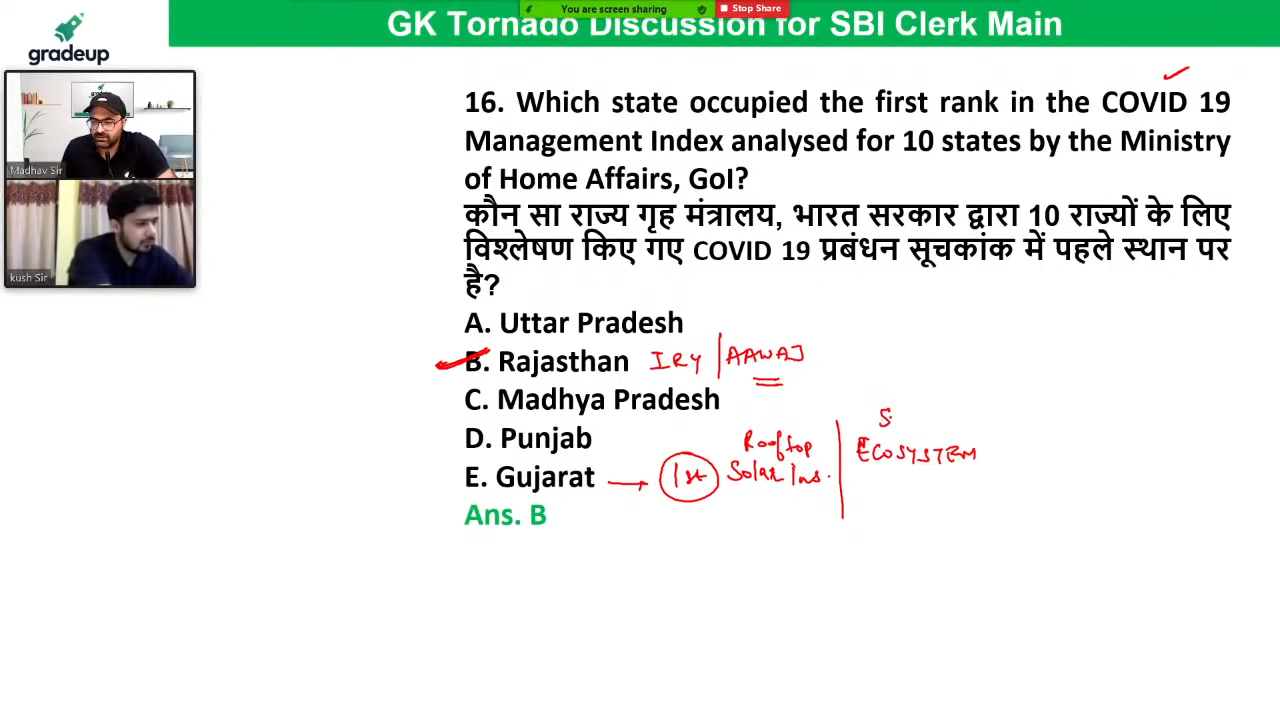 You are screen sharing
Stop Share
GK Tornado Discussion for SBI Clerk Main
gradeup
gradeup
Madhav Sir
kush Sir
16. Which state occupied the first rank in the COVID 19
Management Index analysed for 10 states by the Ministry
of Home Affairs, GoI?
कौन सा राज्य गृह मंत्रालय, भारत सरकार द्वारा 10 राज्यों के लिए
विश्लेषण किए गए COVID 19 प्रबंधन सूचकांक में पहले स्थान पर
है?
A. Uttar Pradesh
B. Rajasthan IRY | AAWAJ
C. Madhya Pradesh
D. Punjab
E. Gujarat → 1st Rooftop
Solar Ins.
S
ECOSYSTEM
Ans. B